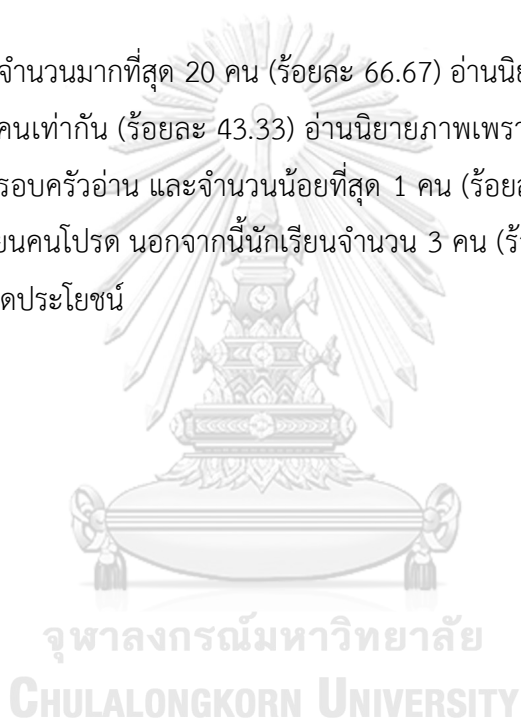 จำนวนมากที่สุด 20 คน (ร้อยละ 66.67) อ่านนิย
คนเท่ากัน (ร้อยละ 43.33) อ่านนิยายภาพเพรา
รอบครัวอ่าน และจำนวนน้อยที่สุด 1 คน (ร้อยล
ยนคนโปรด นอกจากนี้นักเรียนจำนวน 3 คน (ร้
ดประโยชน์
จุฬาลงกรณ์มหาวิทยาลัย
CHULALONGKORN UNIVERSITY